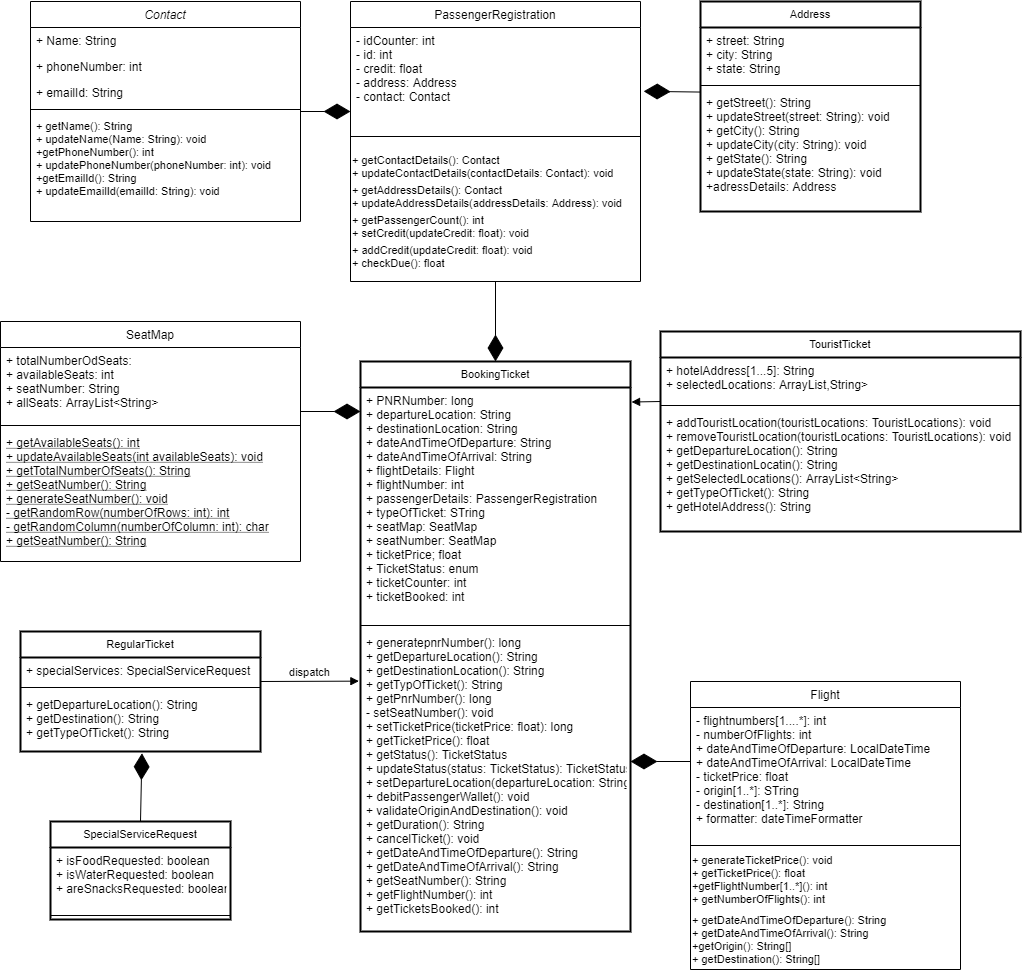 Contact
+ Name: String
+ phoneNumber: int
+ emailId: String
+ getName(): String
+ updateName(Name: String): void
+getPhoneNumber(): int
+ updatePhoneNumber(phoneNumber: int): void
+getEmailId(): String
+ updateEmailId(emailId: String): void
PassengerRegistration
- idCounter: int
- id: int
- credit: float
- address: Address
- contact: Contact
+ getContactDetails(): Contact
+ updateContactDetails(contactDetails: Contact): void
+ getAddressDetails(): Contact
+ updateAddressDetails(addressDetails: Address): void
+ getPassengerCount(): int
+ setCredit(updateCredit: float): void
+ addCredit(updateCredit: float): void
+ checkDue(): float
Address
+ street: String
+ city: String
+ state: String
+ getStreet(): String
+ updateStreet(street: String): void
+ getCity(): String
+ updateCity(city: String): void
+ getState(): String
+ updateState(state: String): void
+adressDetails: Address
SeatMap
+ totalNumberOdSeats:
+ availableSeats: int
+ seatNumber: String
+ allSeats: ArrayList<String>
+ getAvailableSeats(): int
+ updateAvailableSeats(int availableSeats): void
+ getTotalNumberOfSeats(): String
+ getSeatNumber(): String
+ generateSeatNumber(): void
- getRandomRow(numberOfRows: int): int
- getRandomColumn(numberOfColumn: int): char
+ getSeatNumber(): String
BookingTicket
+ PNRNumber: long
+ departureLocation: String
+ destinationLocation: String
+ dateAndTimeOfDeparture: String
+ dateAndTimeOfArrival: String
+ flightDetails: Flight
+ flightNumber: int
+ passengerDetails: PassengerRegistration
+ typeOfTicket: STring
+ seatMap: SeatMap
+ seatNumber: SeatMap
+ ticketPrice; float
+ TicketStatus: enum
+ ticketCounter: int
+ ticketBooked: int
+ generatepnrNumber(): long
+ getDepartureLocation(): String
+ getDestinationLocation(): String
+ getTypOfTicket(): String
+ getPnrNumber(): long
- setSeatNumber(): void
+ setTicketPrice(ticketPrice: float): long
+ getTicketPrice(): float
+ getStatus(): TicketStatus
+ updateStatus(status: TicketStatus): TicketStatu
+ setDepartureLocation(departureLocation: String
+ debitPassengerWallet(): void
+ validateOriginAndDestination(): void
+ getDuration(): String
+ cancelTicket(): void
+ getDateAndTimeOfDeparture(): String
+ getDateAndTimeOfArrival(): String
+ getSeatNumber(): String
+ getFlightNumber(): int
+ getTicketsBooked(): int
TouristTicket
+ hotelAddress[1...5]: String
+ selectedLocations: ArrayList,String>
+ addTouristLocation(touristLocations: TouristLocations): void
+ removeTouristLocation(touristLocations: TouristLocations): void
+ getDepartureLocation(): String
+ getDestinationLocatin(): String
+ getSelectedLocations(): ArrayList<String>
+ getTypeOfTicket(): String
+ getHotelAddress(): String
RegularTicket
+ specialServices: SpecialServiceRequest
+ getDepartureLocation(): String
+ getDestination(): String
+ getTypeOfTicket(): String
dispatch
SpecialServiceRequest
+ isFoodRequested: boolean
+ isWaterRequested: boolean
+ areSnacksRequested: boolean
Flight
- flightnumbers[1....*]: int
- numberOfFlights: int
+ dateAndTimeOfDeparture: LocalDateTime
+ dateAndTimeOfArrival: LocalDateTime
- ticketPrice: float
- origin[1..*]: STring
- destination[1..*]: String
+ formatter: dateTimeFormatter
+ generateTicketPrice(): void
+ getTicketPrice(): float
+getFlightNumber[1..*](): int
+ getNumberOfFlights(): int
+ getDateAndTimeOfDeparture(): String
+ getDateAndTimeOfArrival(): String
+getOrigin(): String[]
+ getDestination(): String[]